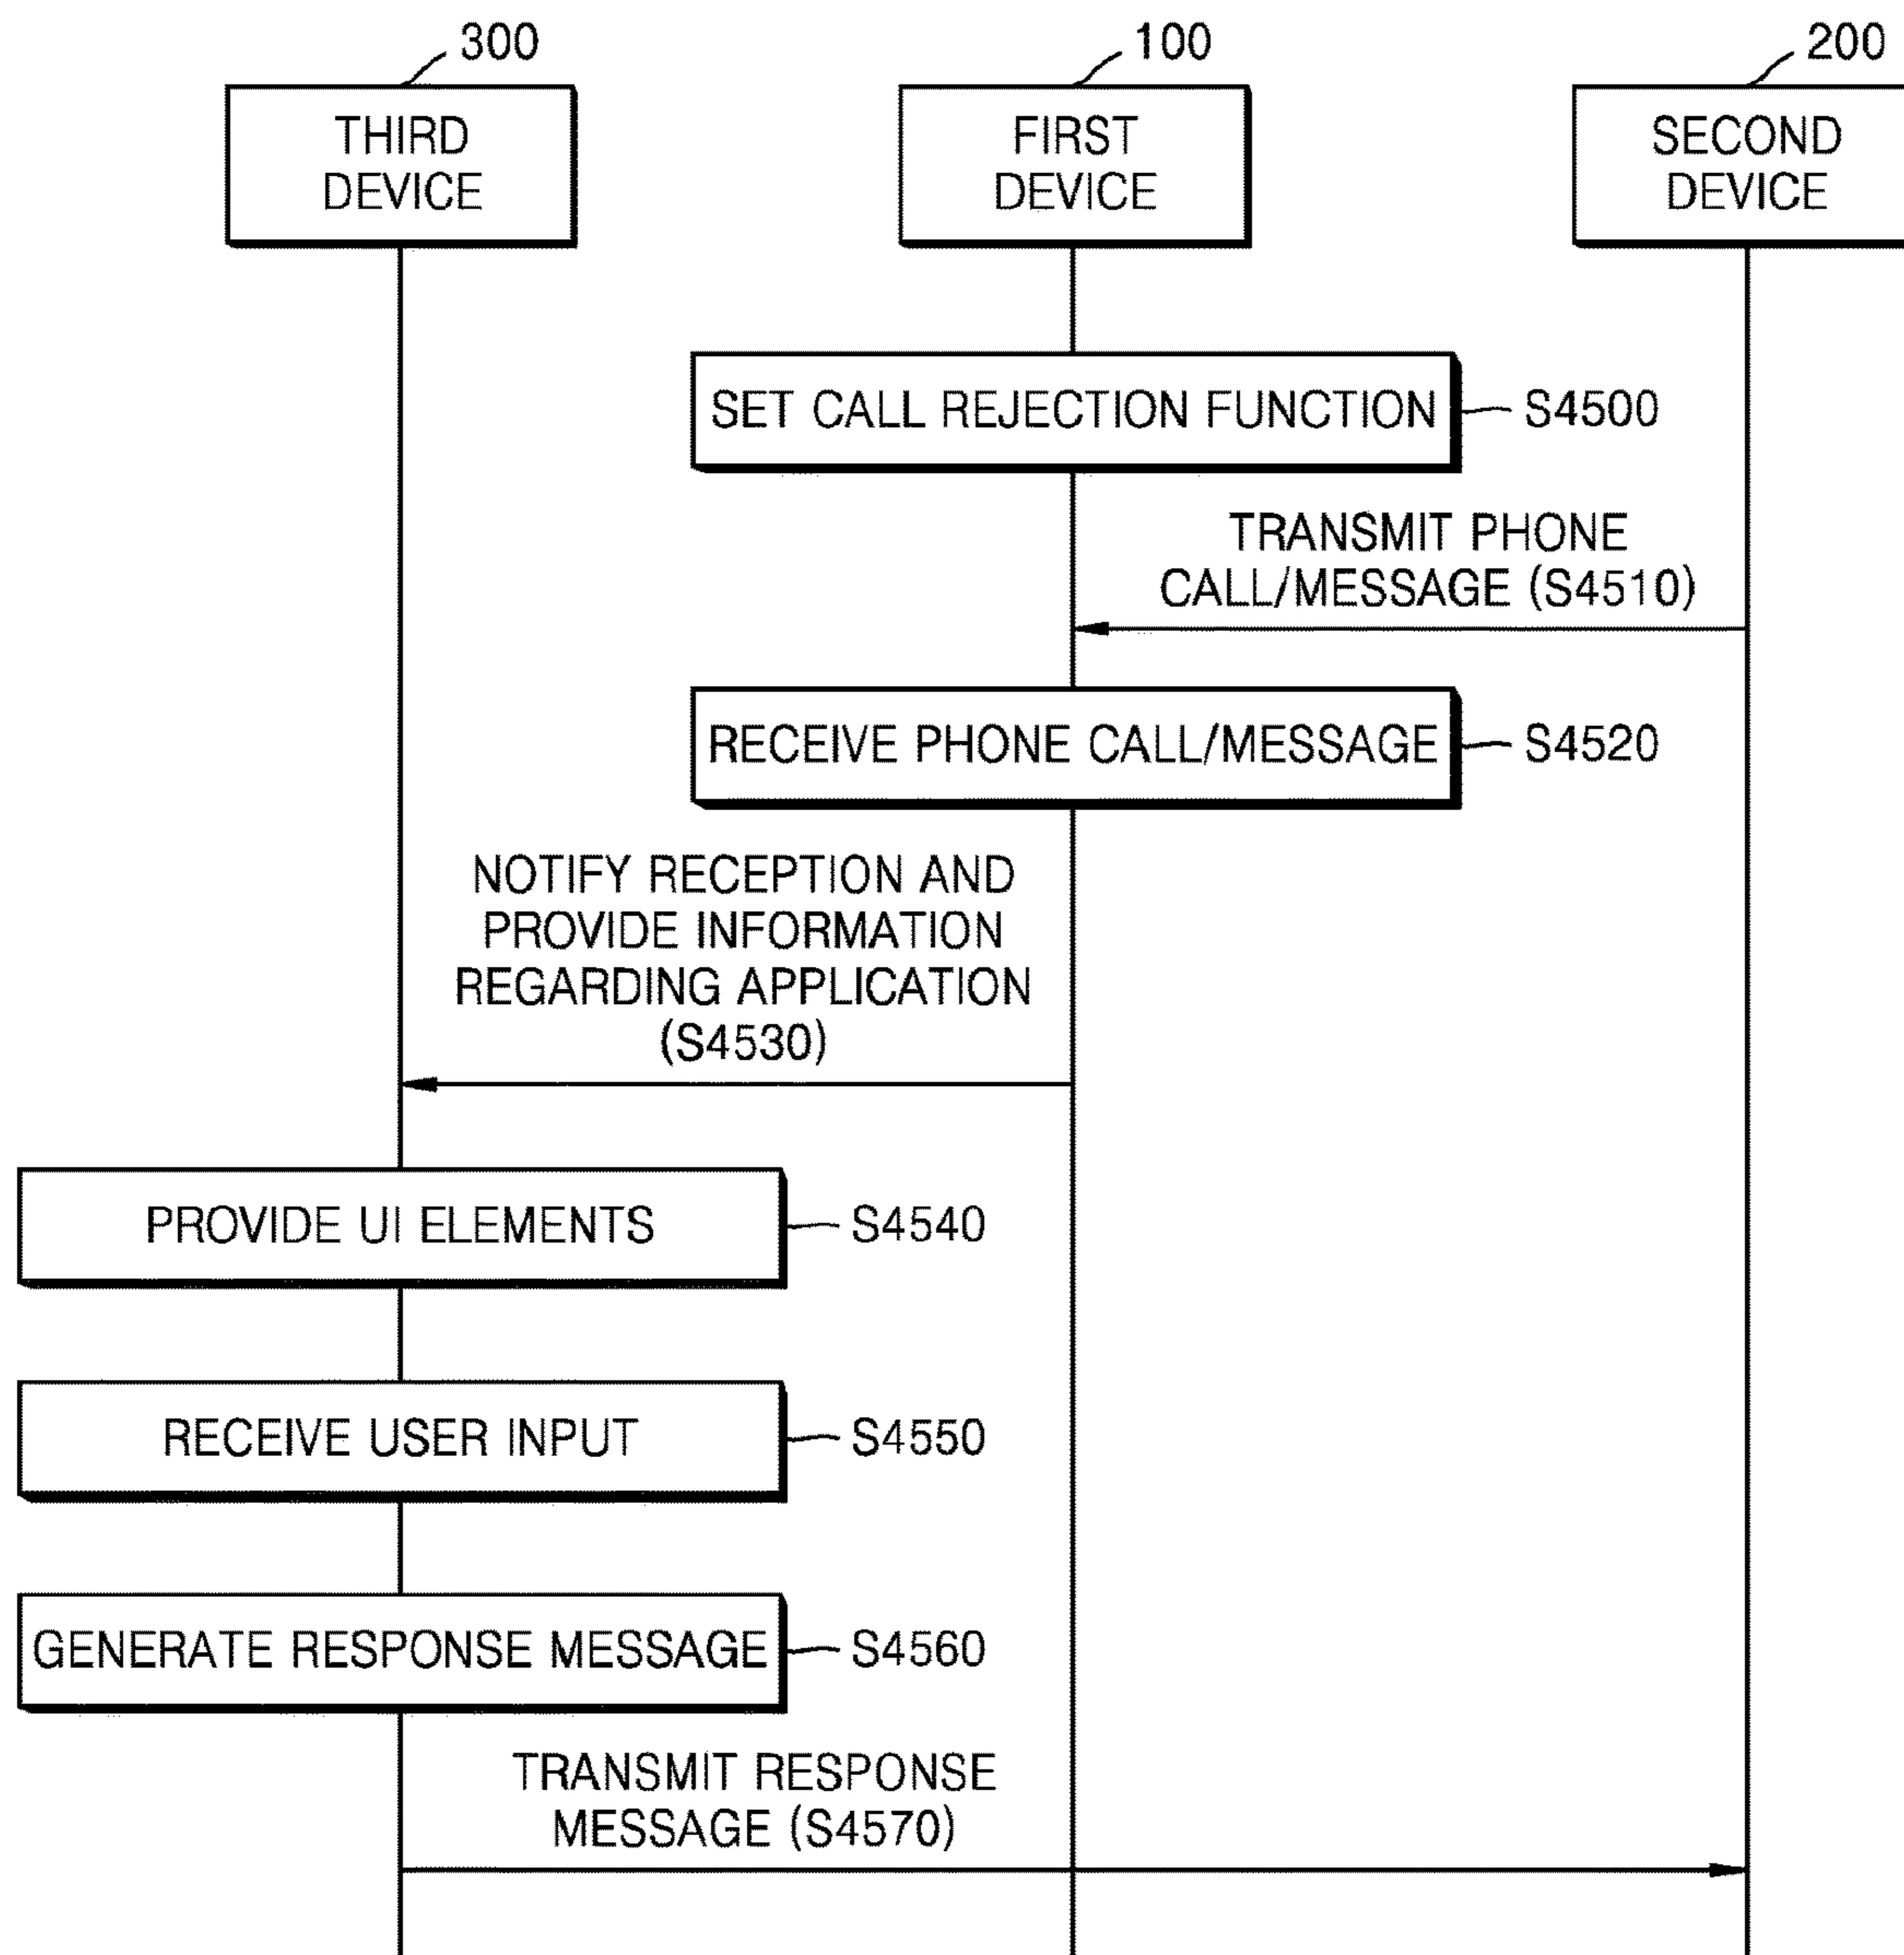 300
100
200
THIRD
DEVICE
FIRST
DEVICE
SECOND
DEVICE
SET CALL REJECTION FUNCTION
S4500
TRANSMIT PHONE
CALL/MESSAGE (S4510)
RECEIVE PHONE CALL/MESSAGE
S4520
NOTIFY RECEPTION AND
PROVIDE INFORMATION
REGARDING APPLICATION
(S4530)
PROVIDE UI ELEMENTS
S4540
RECEIVE USER INPUT
S4550
GENERATE RESPONSE MESSAGE
S4560
TRANSMIT RESPONSE
MESSAGE (S4570)